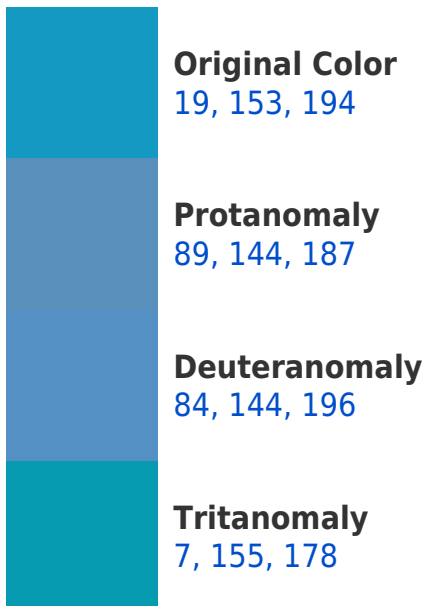 Original Color
19, 153, 194
Protanomaly
89, 144, 187
Deuteranomaly
84, 144, 196
Tritanomaly
7, 155, 178